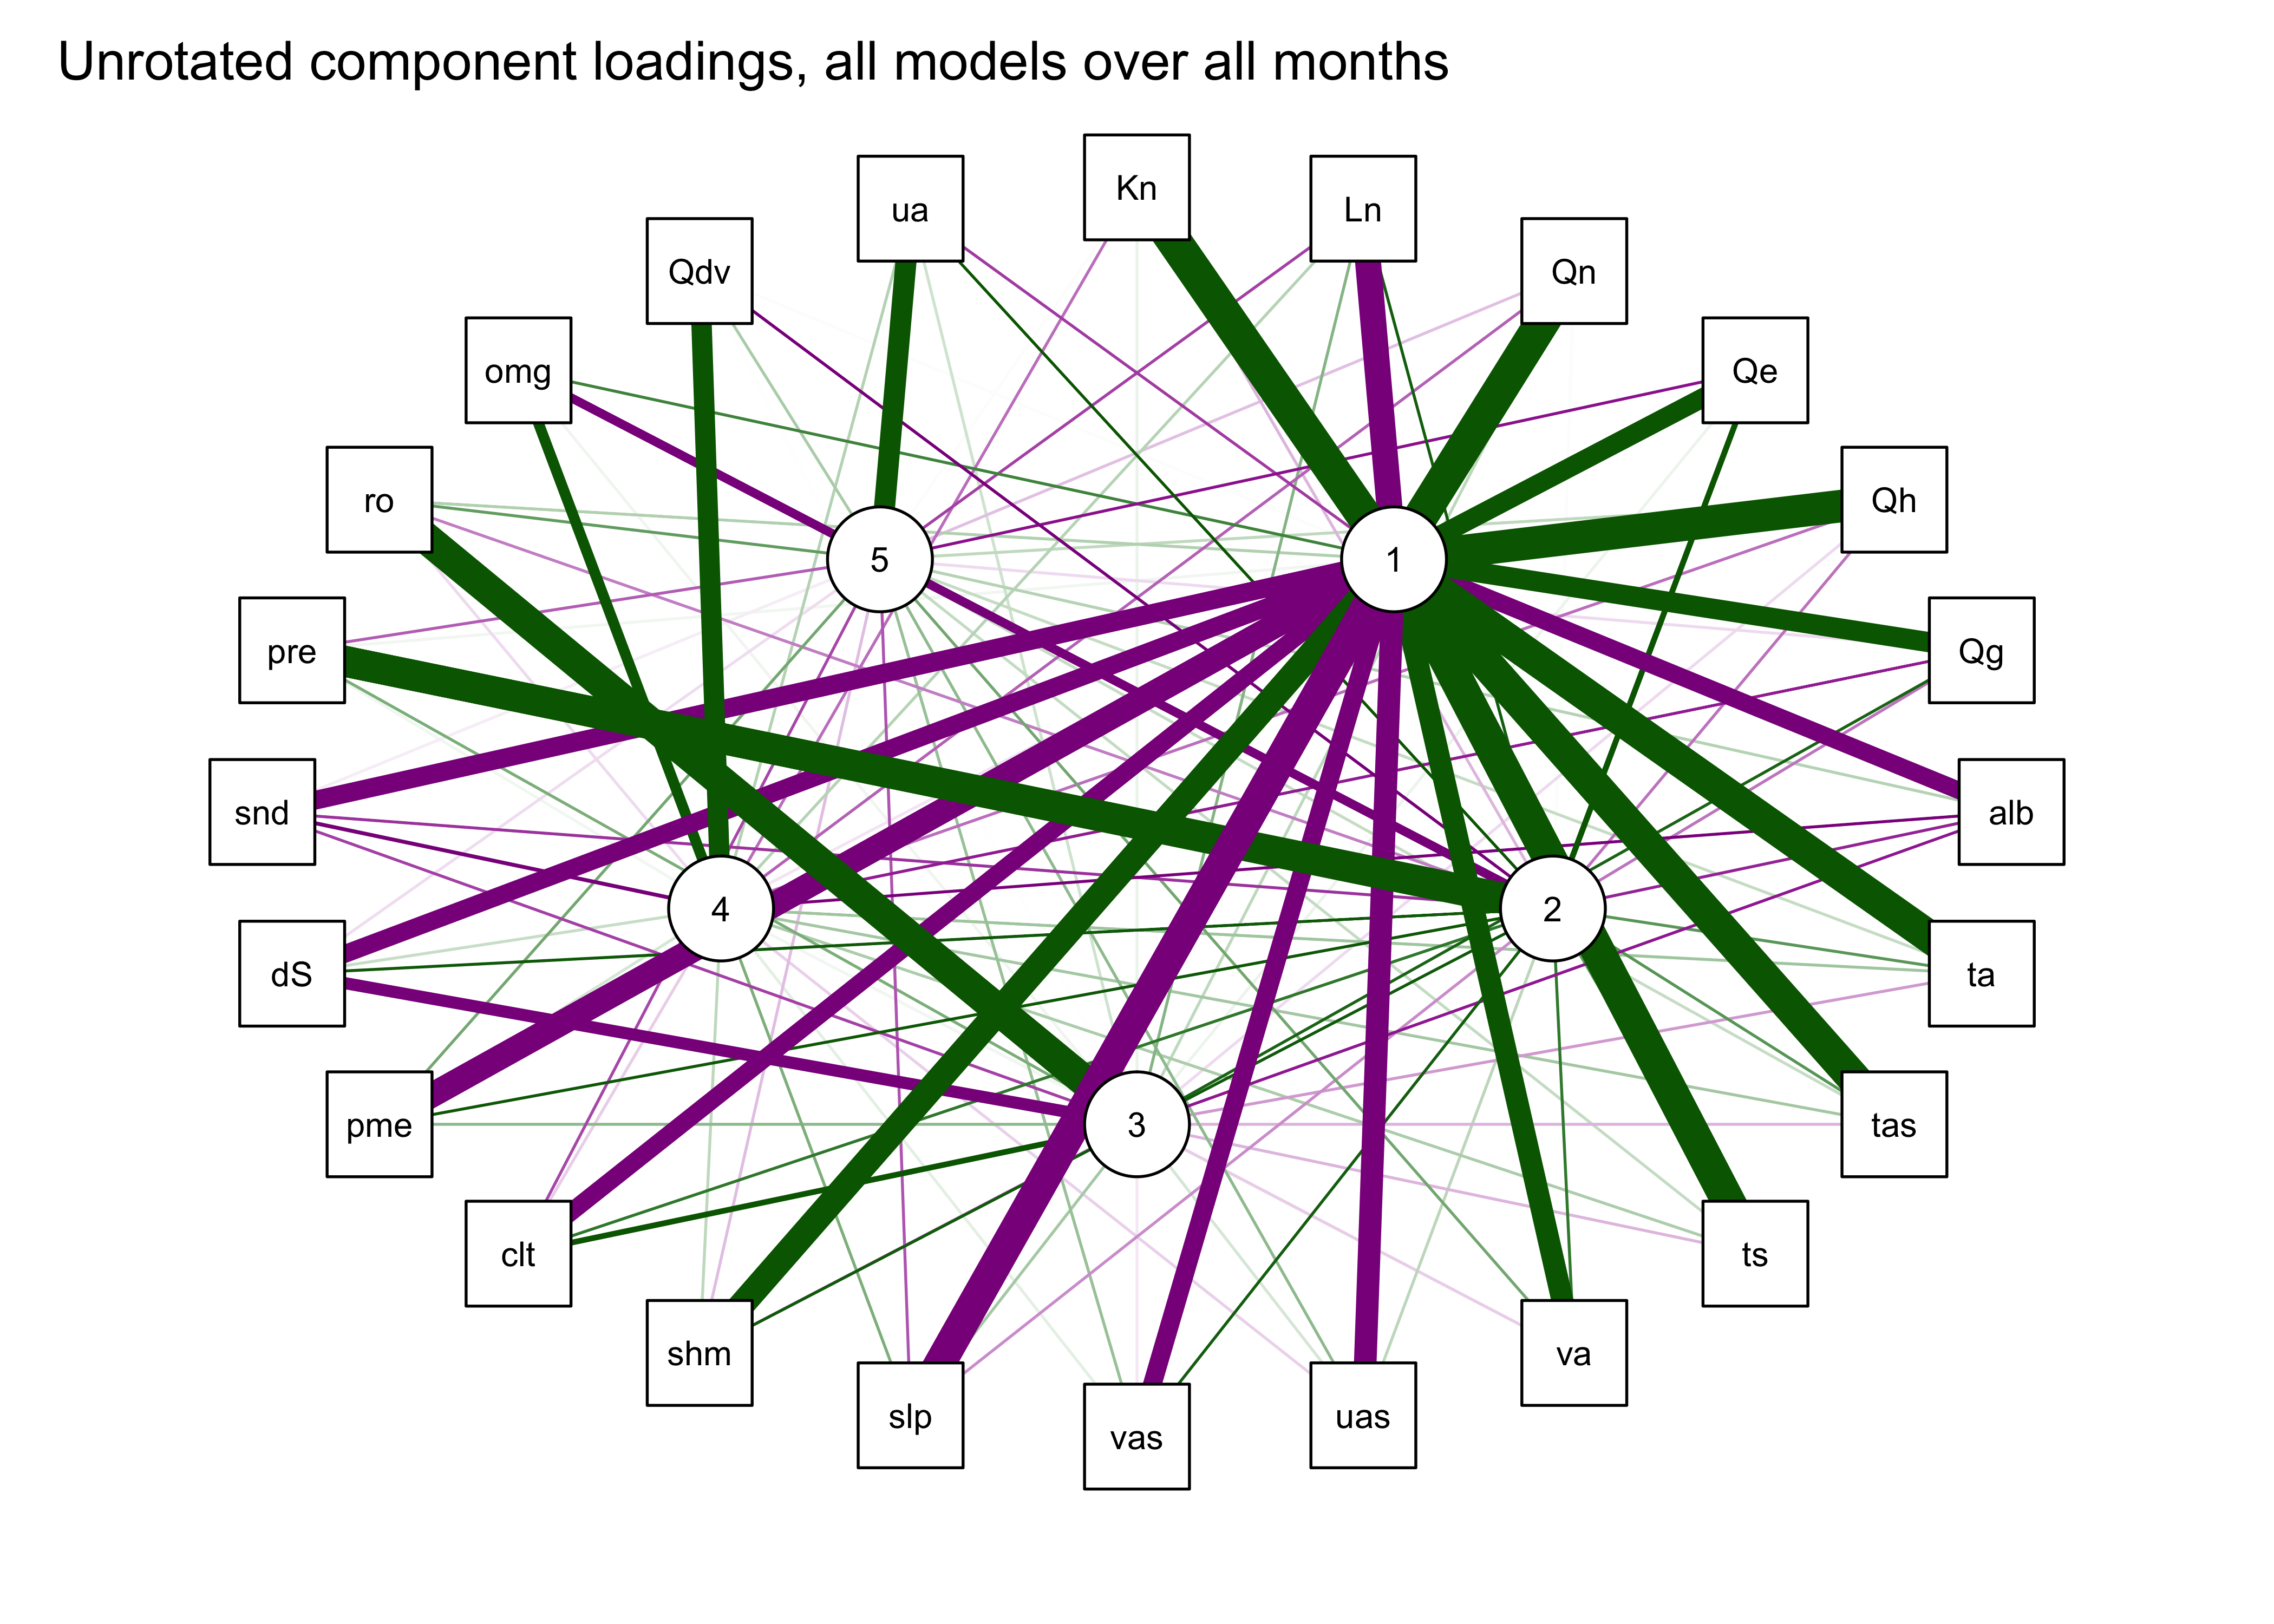 Unrotated component loadings, all models over all months
Kn
ua
Ln
Qdv
Qn
omg
Qe
ro
Qh
5
1
pre
Qg
snd
alb
4
2
dS
ta
pme
3
tas
clt
ts
shm
va
slp
uas
vas